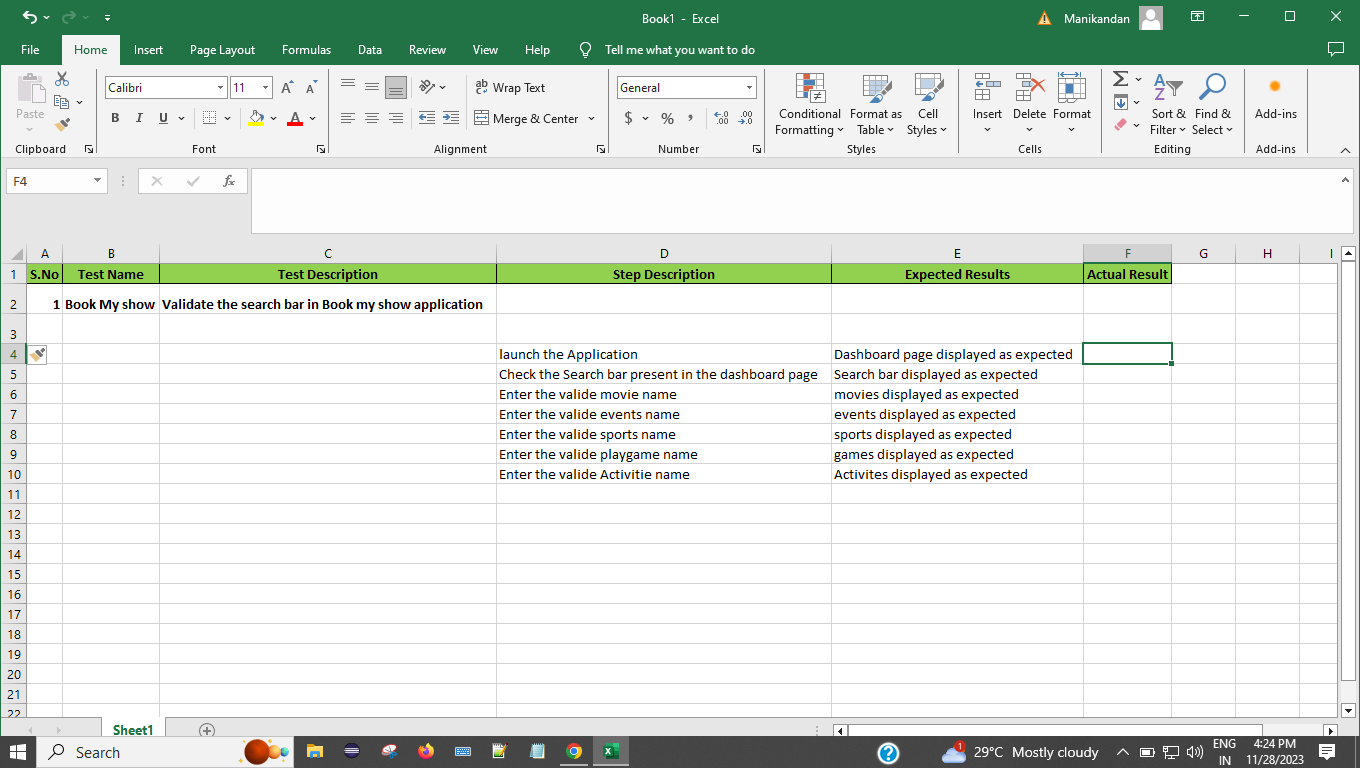 Book1 - Excel
Manikandan
File Home Insert Page Layout Formulas Data Review View Help Tell me what you want to do
Paste
Calibri 11
B I U A
ab Wrap Text
Merge & Center
General
$ % ,
Conditional Formatting
Format as Table
Cell Styles
Insert Delete Format
Sort & Filter
Find & Select
Add-ins
Clipboard Font Alignment Number Styles Cells Editing Add-ins
F4 fx
A B C D E F G H I
1 S.No Test Name Test Description Step Description Expected Results Actual Result
2 1 Book My show Validate the search bar in Book my show application
3
4 launch the Application Dashboard page displayed as expected
5 Check the Search bar present in the dashboard page Search bar displayed as expected
6 Enter the valide movie name movies displayed as expected
7 Enter the valide events name events displayed as expected
8 Enter the valide sports name sports displayed as expected
9 Enter the valide playgame name games displayed as expected
10 Enter the valide Activitie name Activites displayed as expected
11
12
13
14
15
16
17
18
19
20
21
22
Sheet1
Search
1
29°C Mostly cloudy
ENG
IN
4:24 PM
11/28/2023